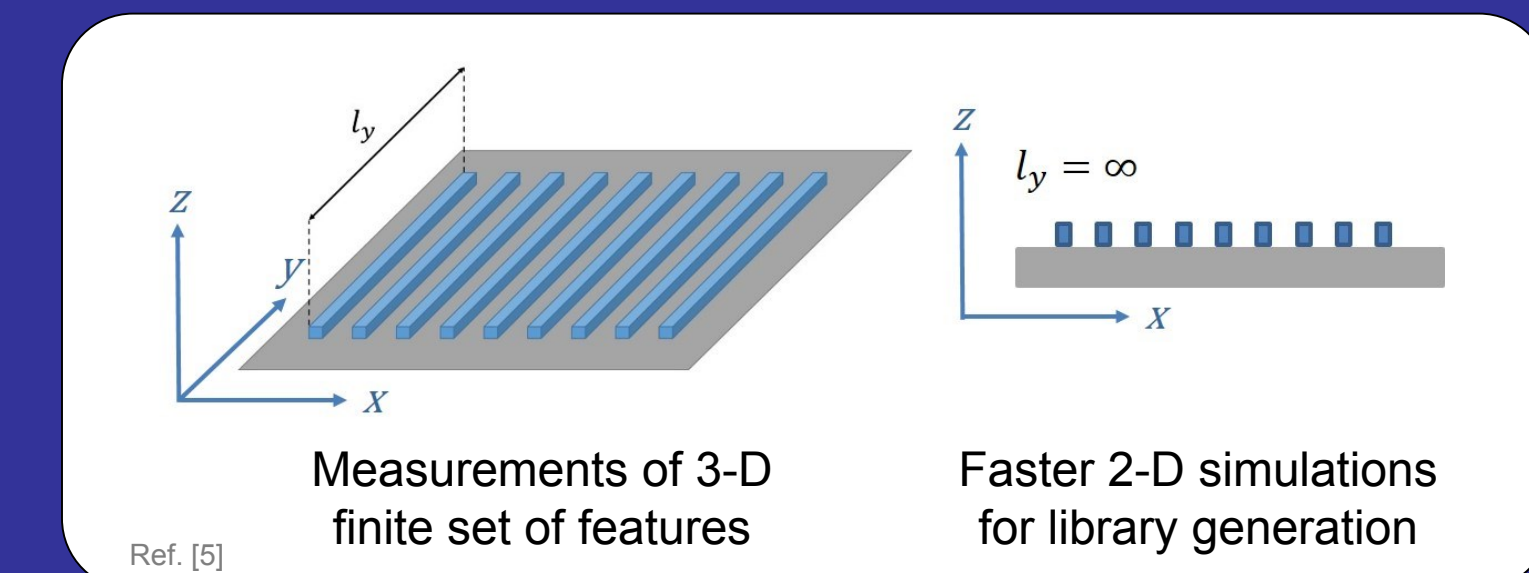 l_y
z
y
x
Measurements of 3-D
finite set of features
Ref. [5]
z
l_y = ∞
x
Faster 2-D simulations
for library generation